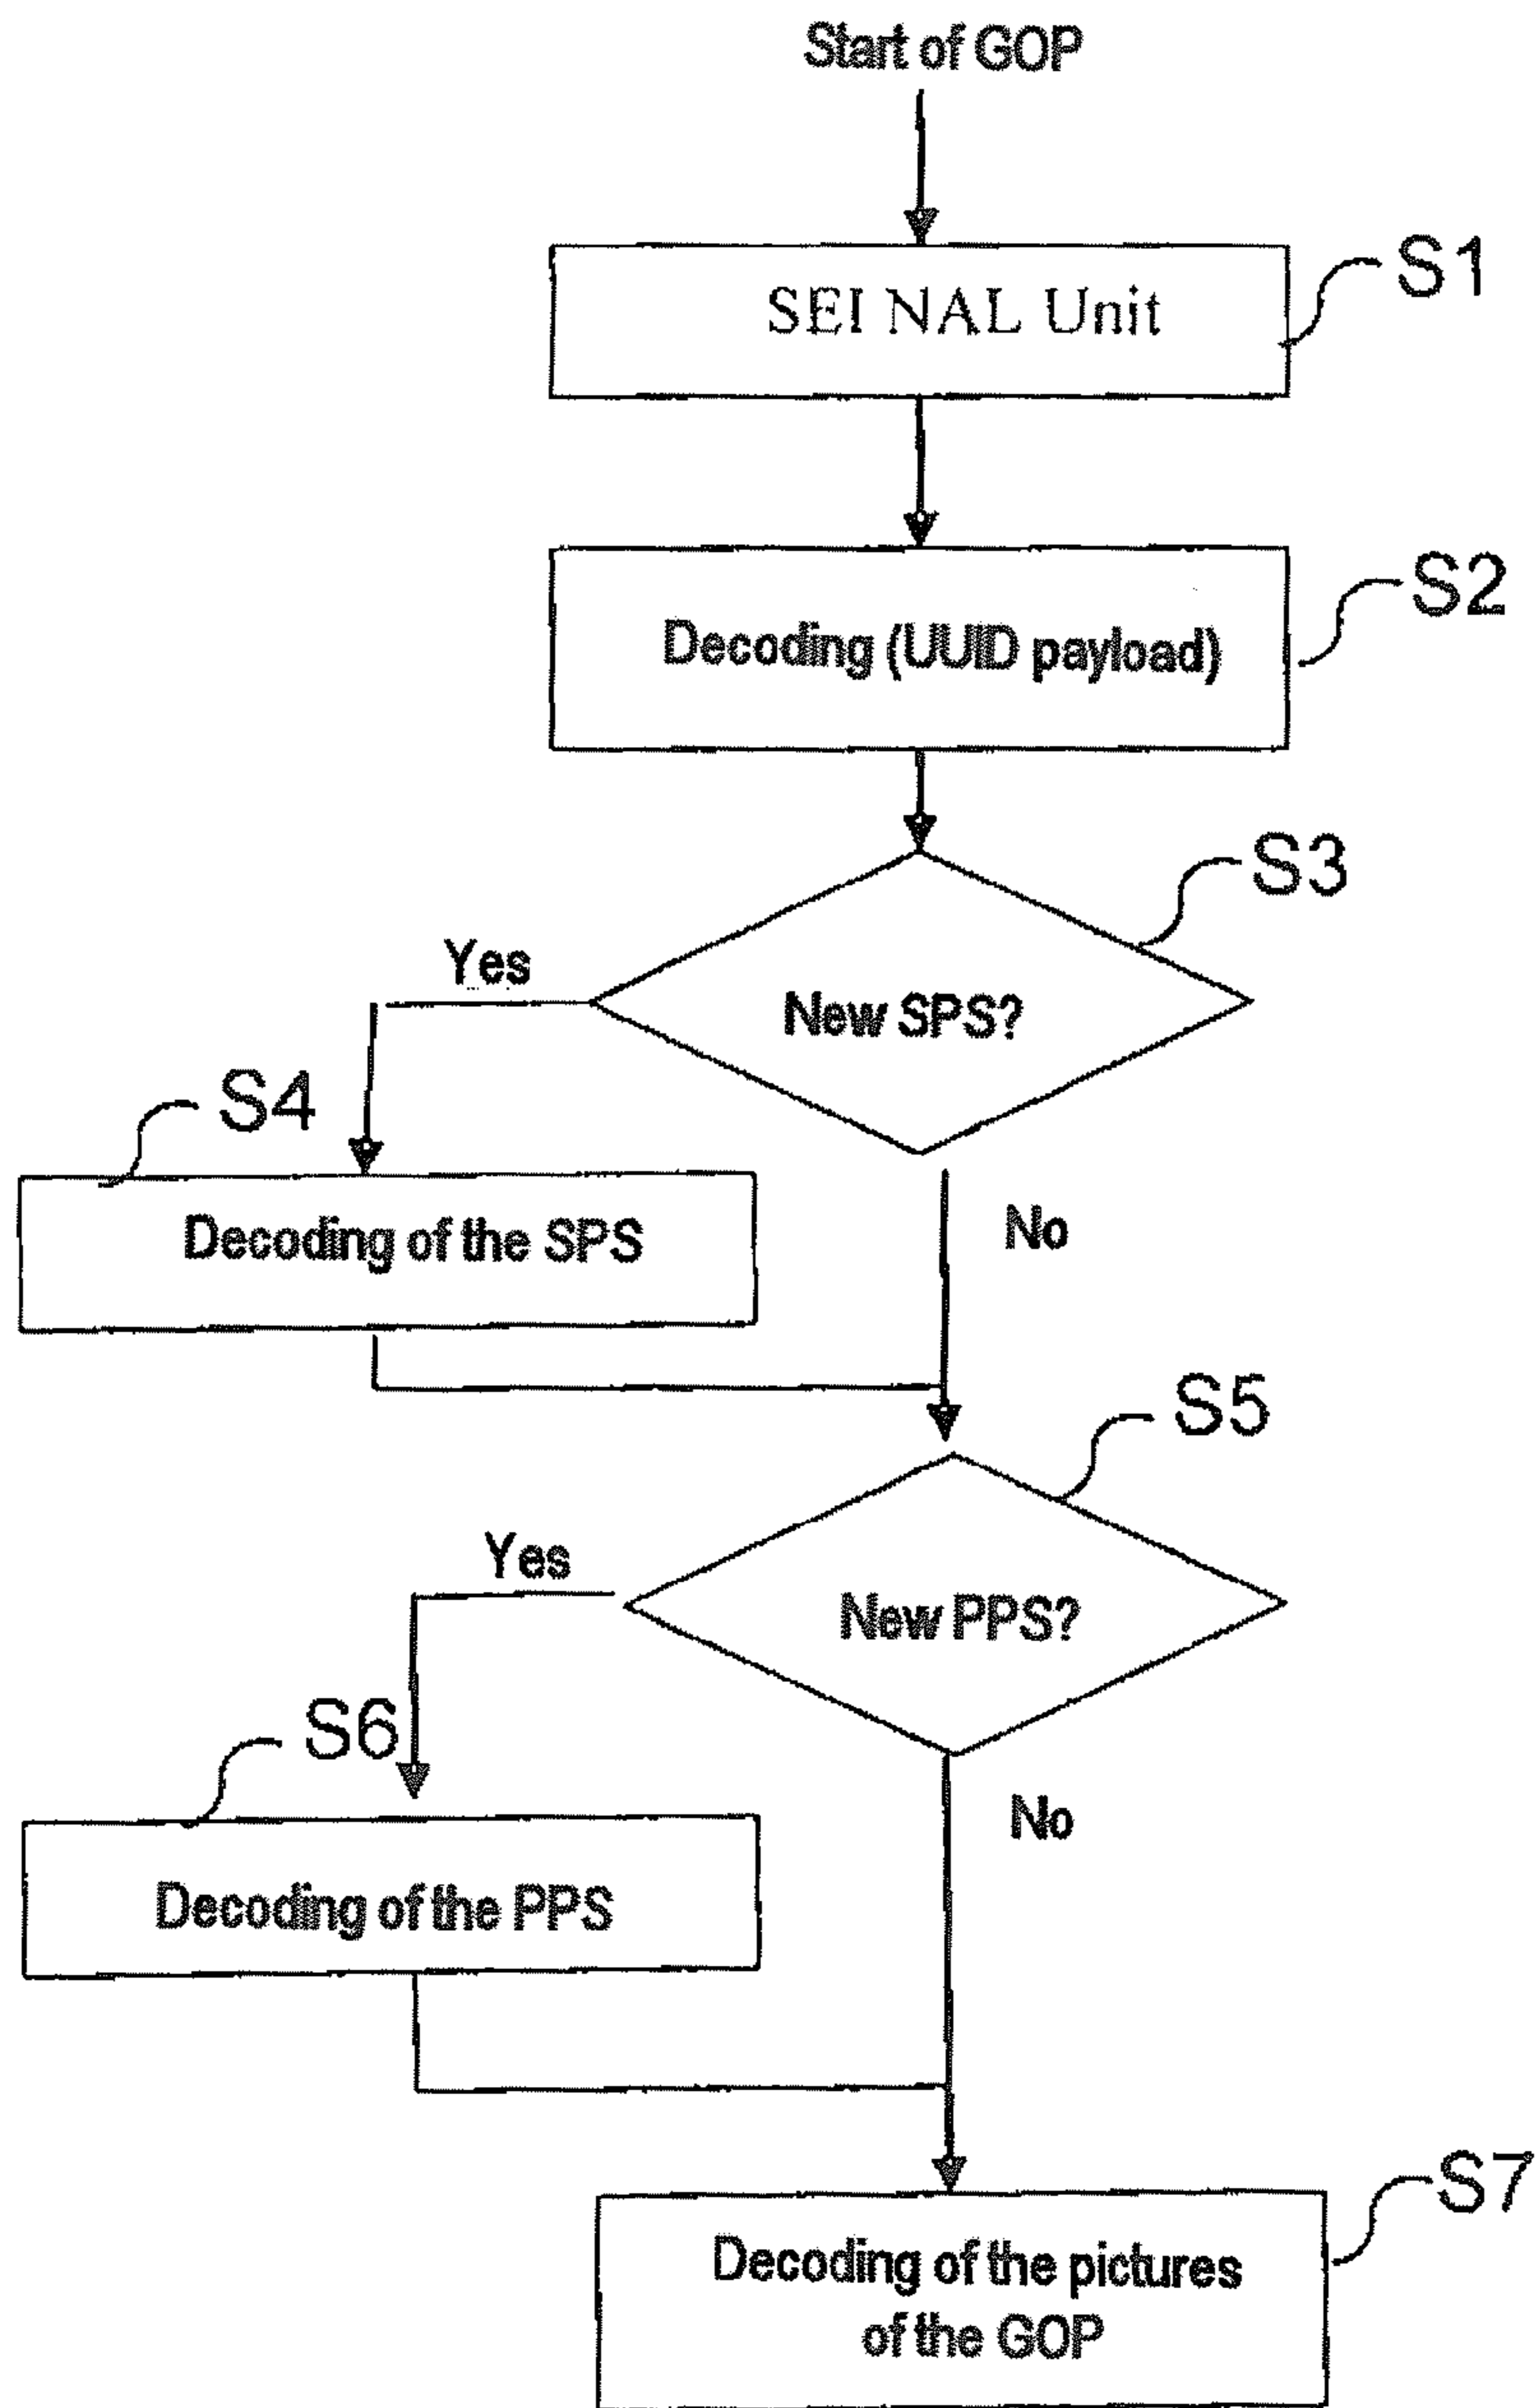 Start of GOP
SEI NAL Unit
S1
Decoding (UUID payload)
S2
S3
Yes
New SPS?
S4
Decoding of the SPS
No
S5
Yes
New PPS?
S6
No
Decoding of the PPS
S7
Decoding of the pictures
of the GOP